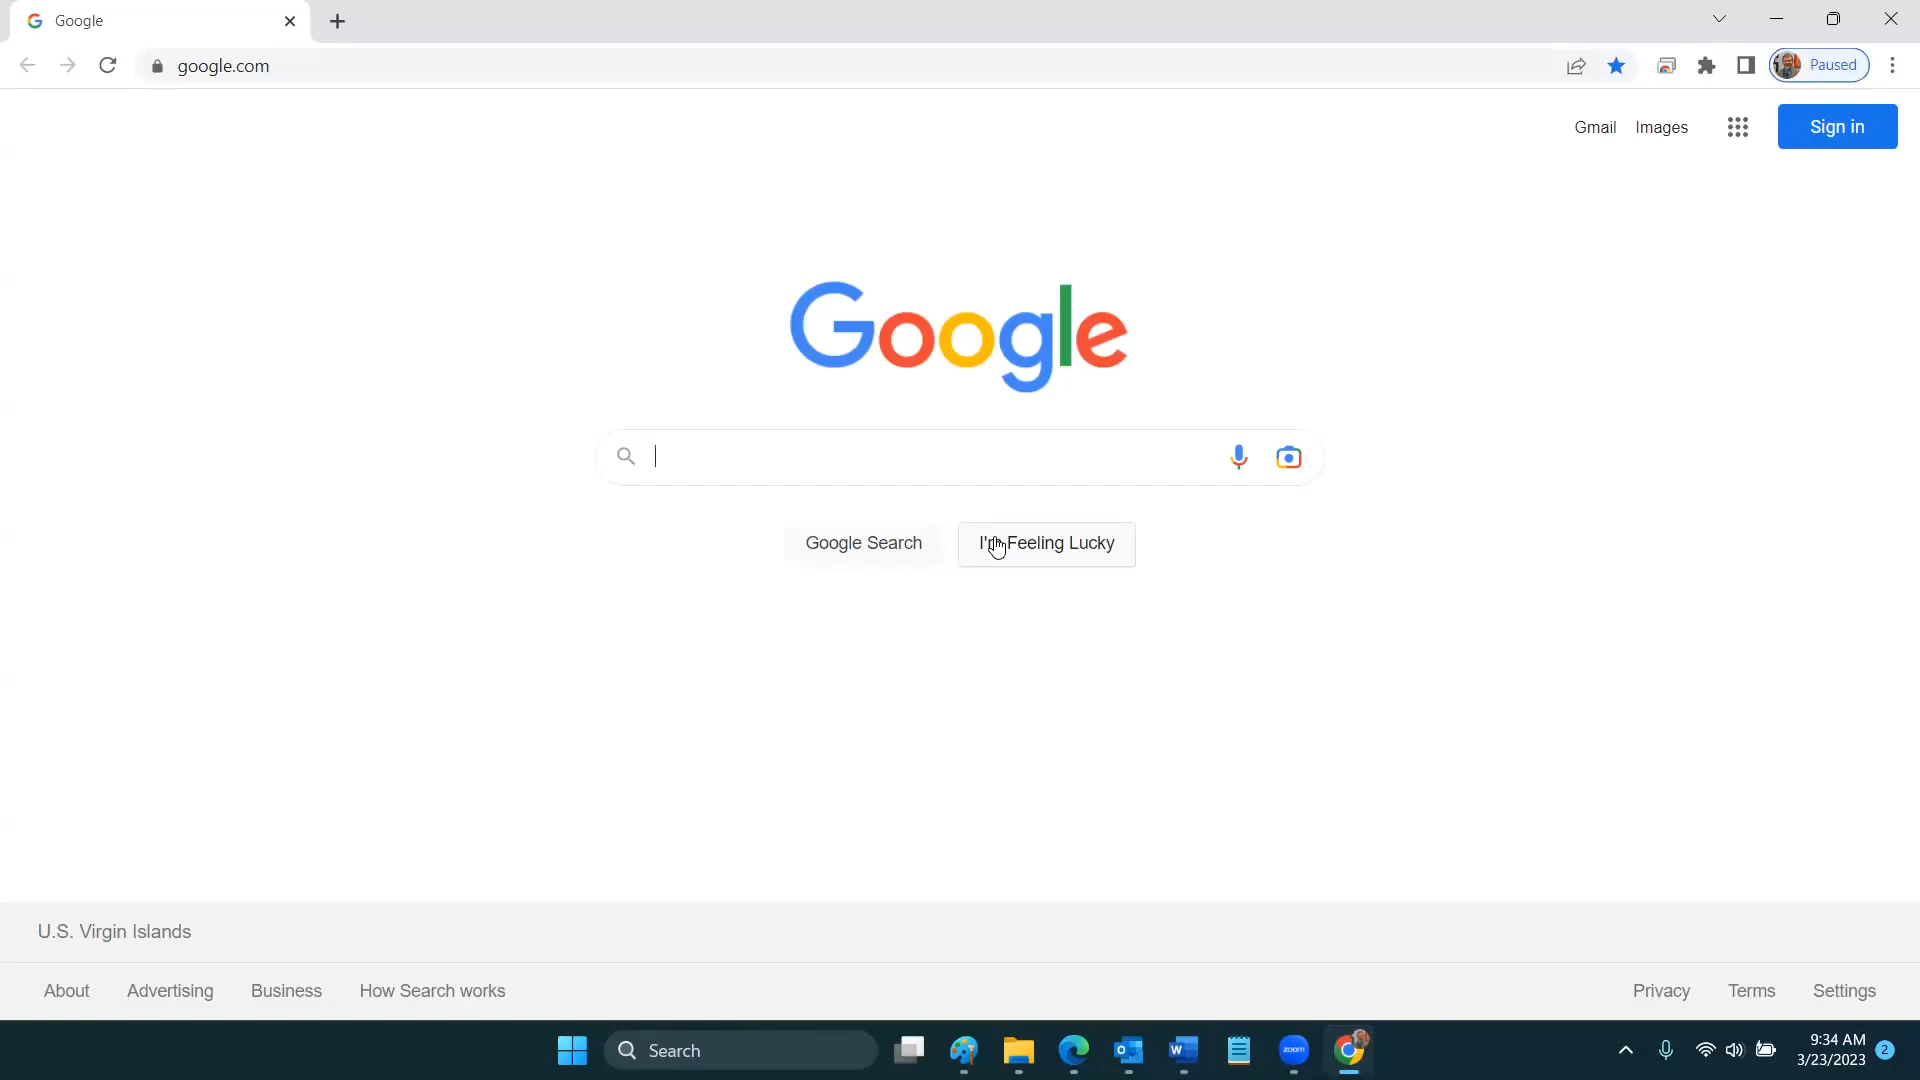 Google
google.com
Paused
Gmail Images
Sign in
Google
Google Search
I'm Feeling Lucky
U.S. Virgin Islands
About Advertising Business How Search works
Privacy Terms Settings
Search
zoom
9:34 AM
3/23/2023
2